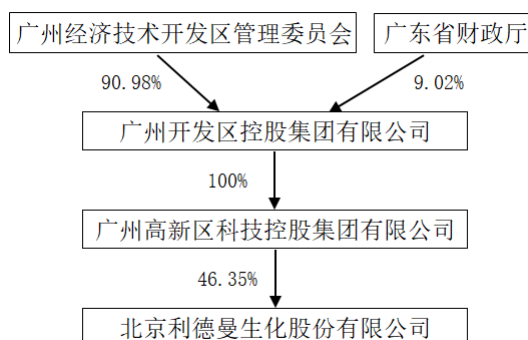 广州经济技术开发区管理委员会
广东省财政厅
90.98%
9.02%
广州开发区控股集团有限公司
100%
广州高新区科技控股集团有限公司
46.35%
北京利德曼生化股份有限公司